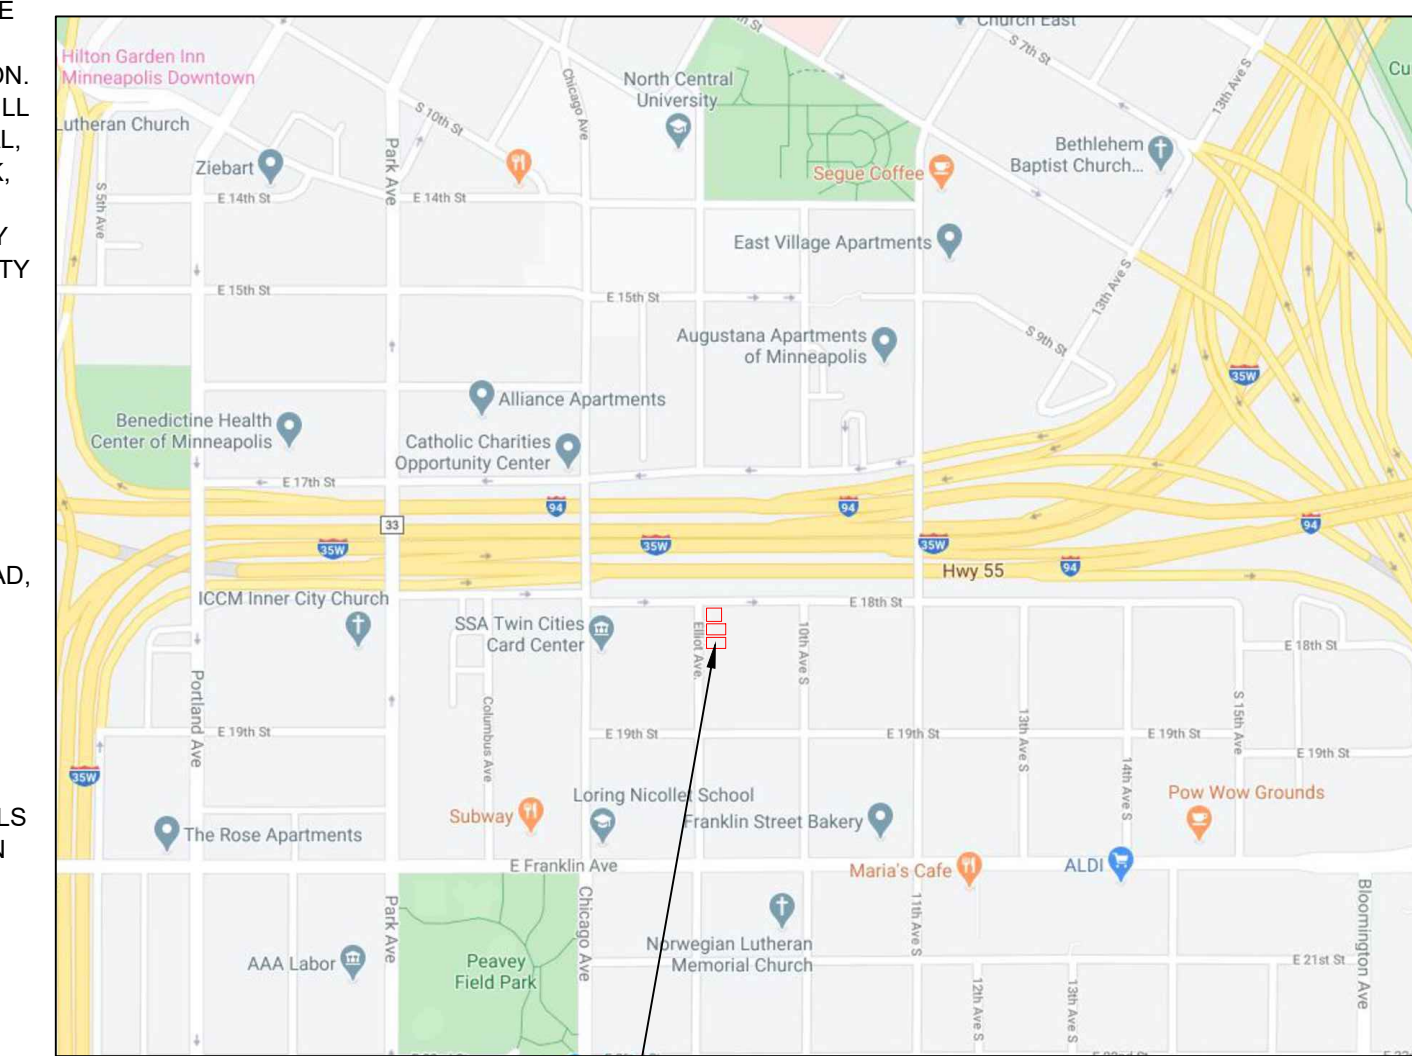 E
ON.
LL
L,
K,
Y
TY
AD,
LS
N
Church East
S 7th St
Hilton Garden Inn
Minneapolis Downtown
Cu
North Central
University
Chicago Ave
13th Ave S
S 10th St
Lutheran Church
Park Ave
Bethlehem
Baptist Church...
Ziebart
Segue Coffee
S 5th Ave
E 14th St
E 14th St
East Village Apartments
13th Ave S
E 15th St
E 15th St
Augustana Apartments
of Minneapolis
S 9th St
35W
Alliance Apartments
Benedictine Health
Center of Minneapolis
Catholic Charities
Opportunity Center
E 17th St
94
94
33
94
35W
35W
35W
Hwy 55
94
ICCM Inner City Church
E 18th St
SSA Twin Cities
Card Center
Elliot Ave.
10th Ave S
E 18th St
Portland Ave
Columbus Ave
13th Ave S
S 15th Ave
E 19th St
E 19th St
E 19th St
E 19th St
E 19th St
35W
14th Ave S
Loring Nicollet School
Pow Wow Grounds
Subway
Franklin Street Bakery
The Rose Apartments
E Franklin Ave
Maria's Cafe
ALDI
Park Ave
Chicago Ave
11th Ave S
Bloomington Ave
Norwegian Lutheran
Memorial Church
AAA Labor
Peavey
Field Park
E 21st St
12th Ave S
13th Ave S